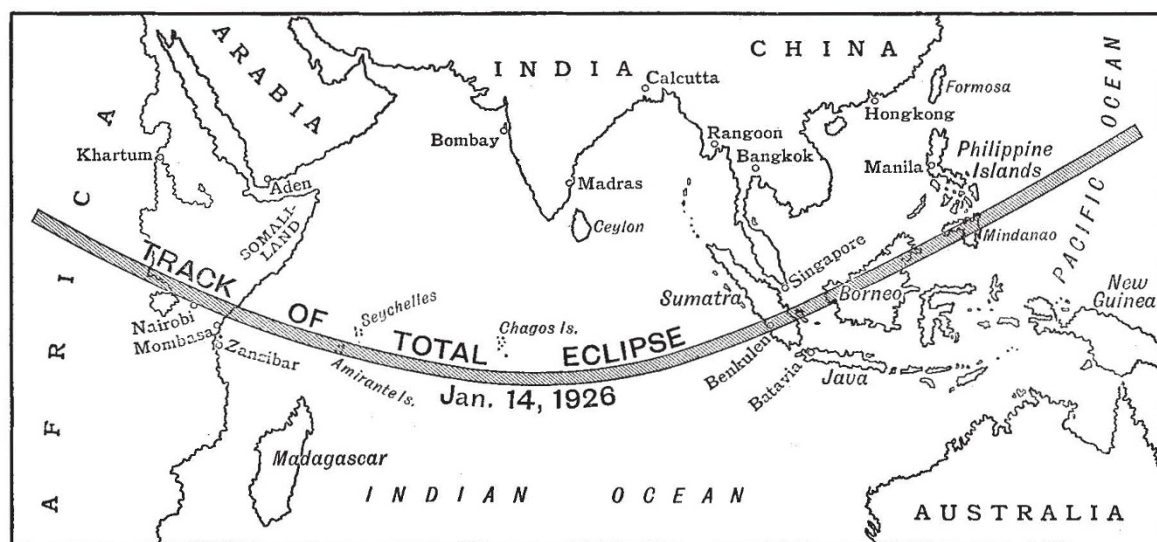 ARABIA
INDIA
CHINA
OCEAN
Calcutta
Formosa
Hongkong
Bombay
Rangoon
Khartum
Bangkok
Manila
Philippine
Islands
Aden
Madras
AFRICA
SOMALI-
LAND
Ceylon
PACIFIC
Mindanao
TRACK OF TOTAL ECLIPSE
Jan. 14, 1926
Singapore
Seychelles
Sumatra
Borneo
New
Guinea
Nairobi
Mombasa
Chagos Is.
Zanzibar
Amirante Is.
Benkulen
Batavia
Java
Madagascar
INDIAN OCEAN
AUSTRALIA